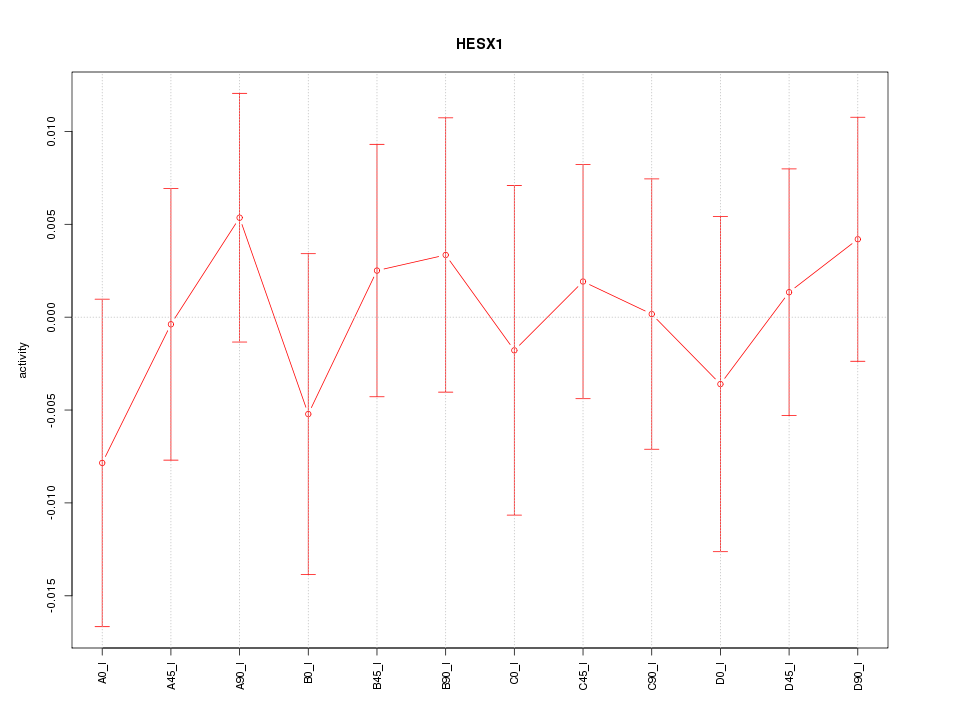 HESX1
activity
0.010
0.005
0.000
-0.005
-0.010
-0.015
A0_I
A45_I
A90_I
B0_I
B45_I
B90_I
C0_I
C45_I
C90_I
D0_I
D45_I
D90_I